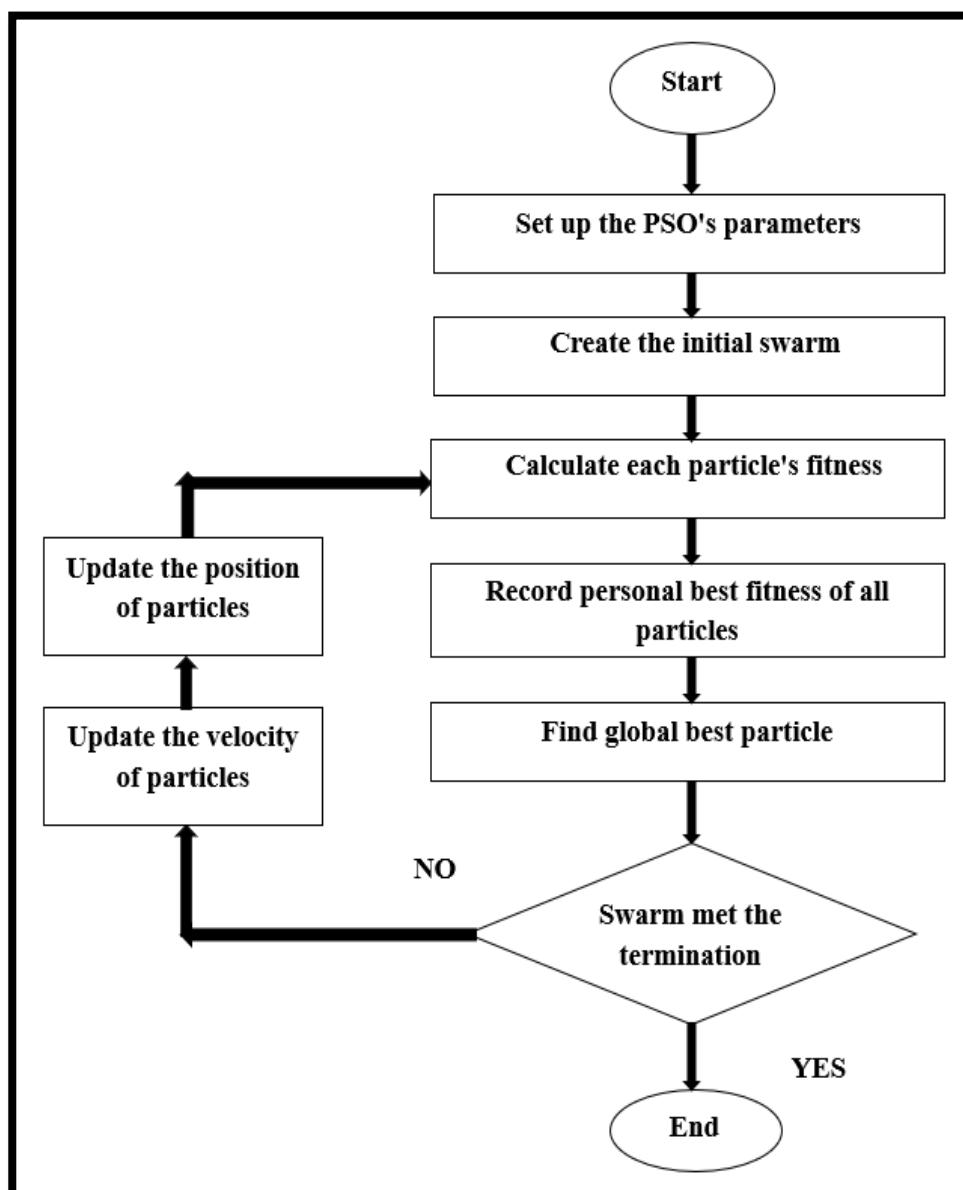 Start
Set up the PSO's parameters
Create the initial swarm
Calculate each particle's fitness
Record personal best fitness of all
particles
Find global best particle
Swarm met the
termination
NO
Update the velocity
of particles
Update the position
of particles
YES
End